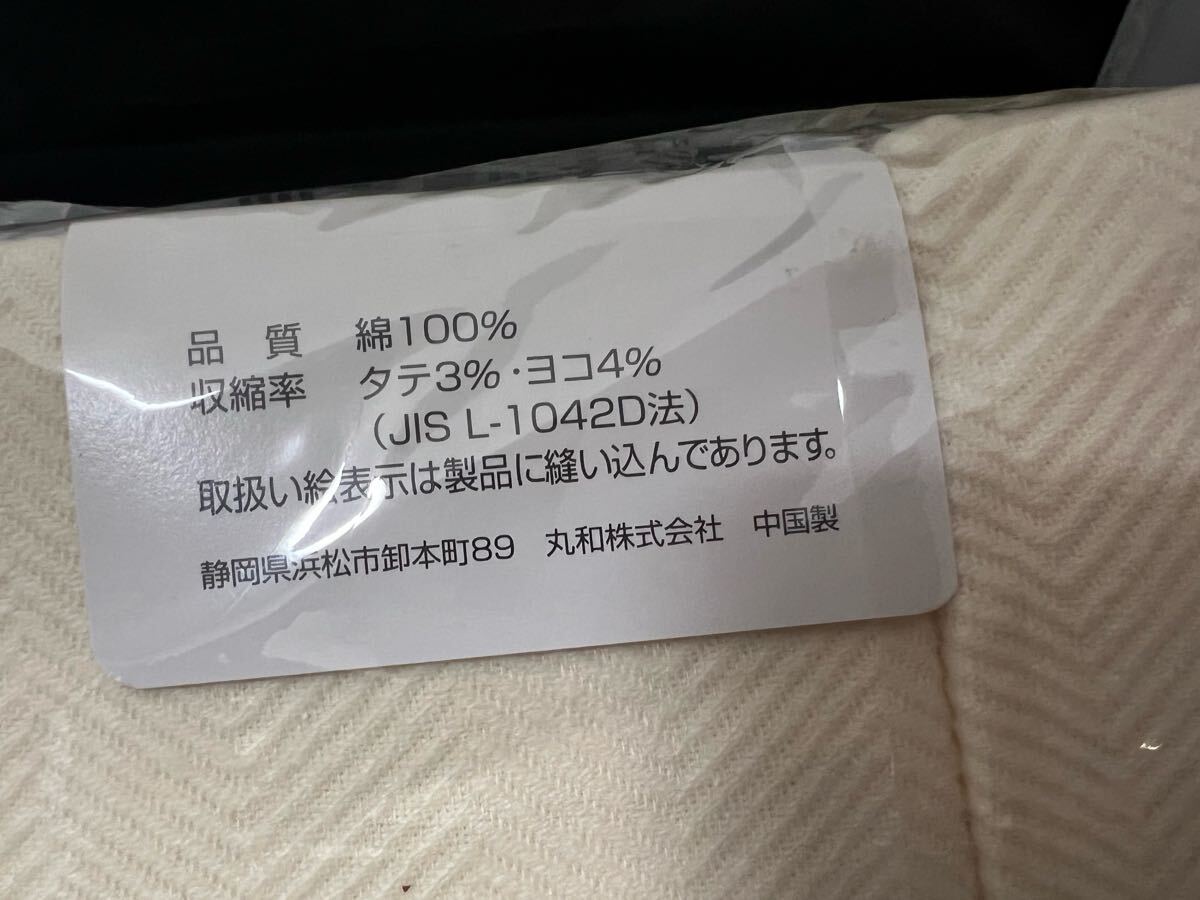 品　質　綿100%
収縮率　タテ3%・ヨコ4%
(JIS L-1042D法)
取扱い絵表示は製品に縫い込んであります。
静岡県浜松市卸本町89　丸和株式会社　中国製